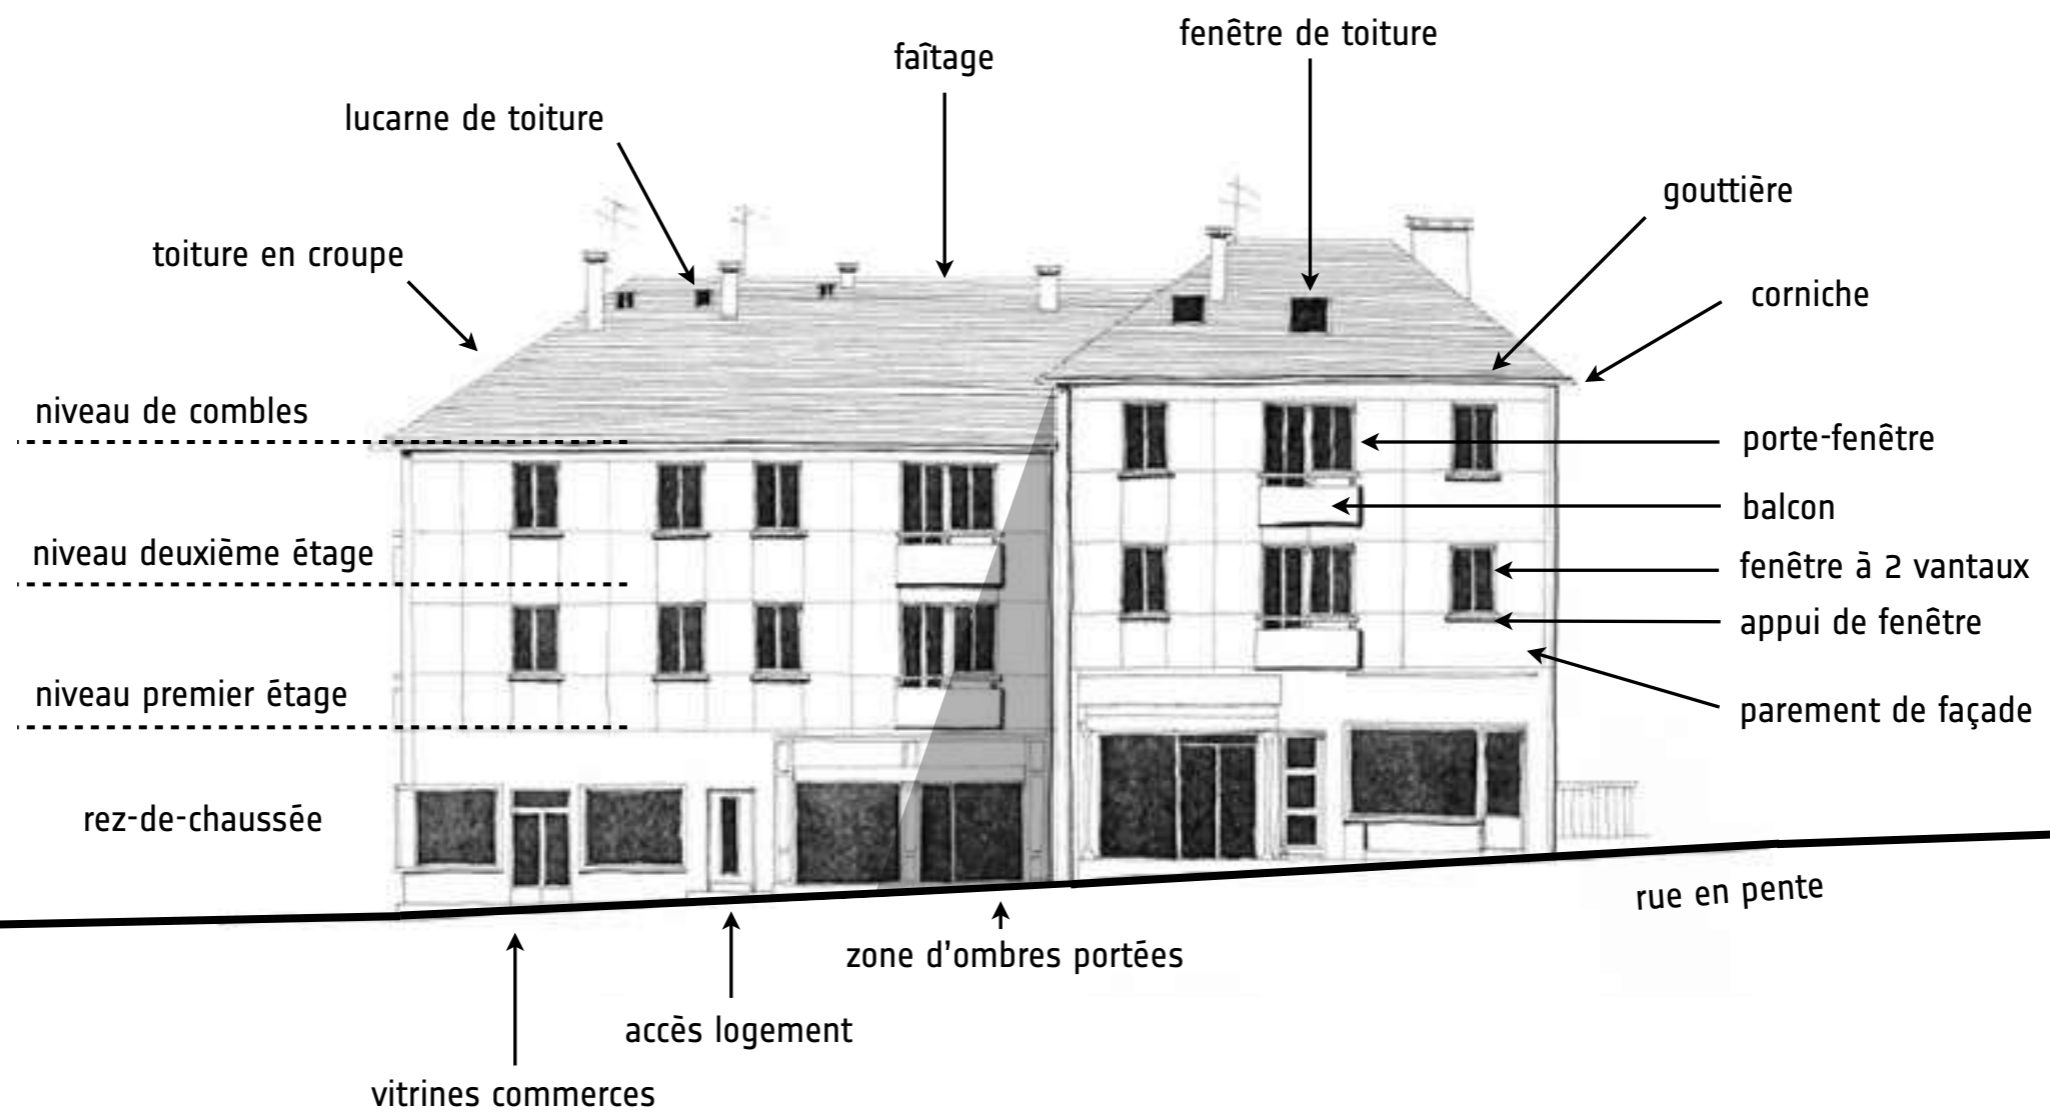 fenêtre de toiture
faîtage
lucarne de toiture
gouttière
toiture en croupe
corniche
niveau de combles
porte-fenêtre
balcon
niveau deuxième étage
fenêtre à 2 vantaux
appui de fenêtre
niveau premier étage
parement de façade
rez-de-chaussée
rue en pente
zone d'ombres portées
accès logement
vitrines commerces